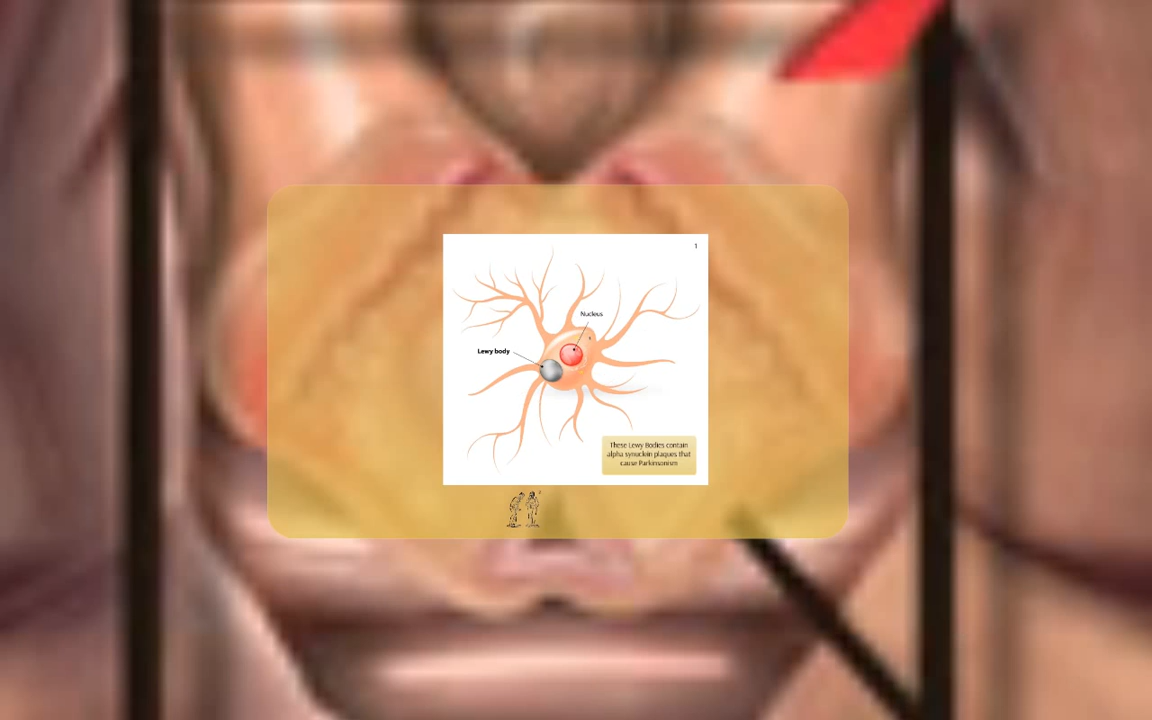 1
Nucleus
Lewy body
These Lewy Bodies contain
alpha synuclein plaques that
cause Parkinsonism